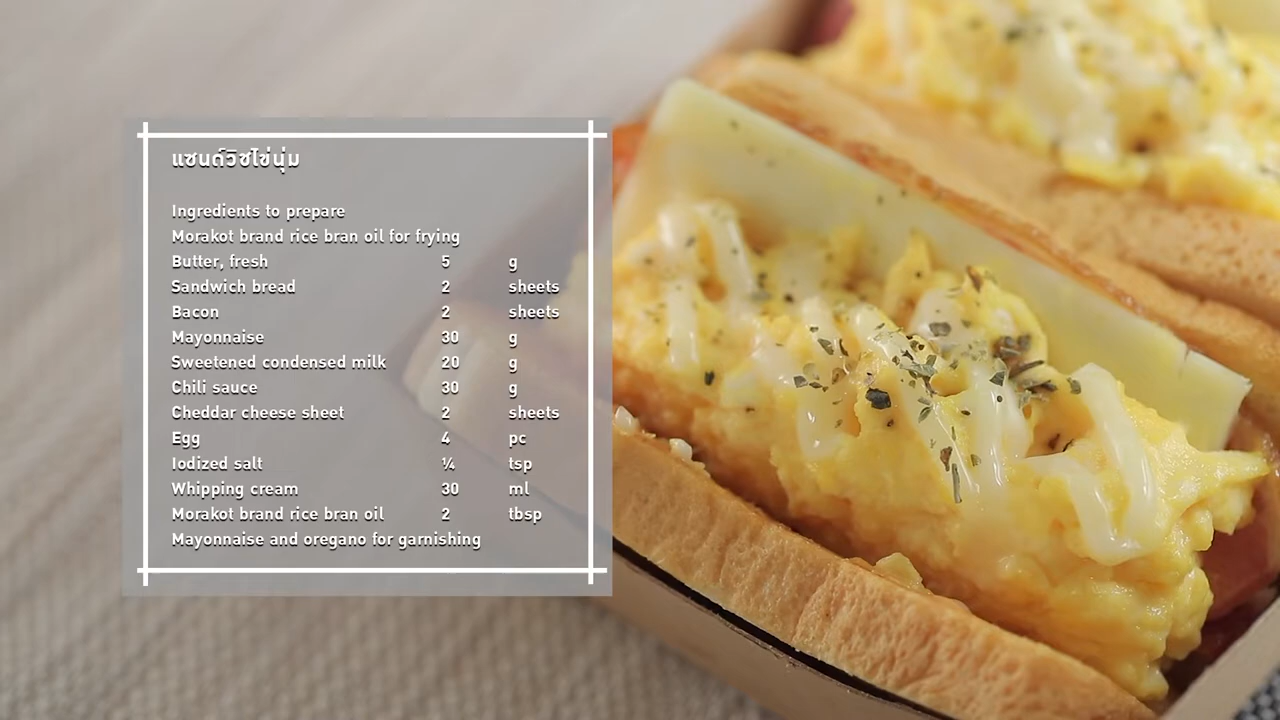 แซนด์วิชไข่นุ่ม
Ingredients to prepare
Morakot brand rice bran oil for frying
Butter, fresh 5 g
Sandwich bread 2 sheets
Bacon 2 sheets
Mayonnaise 30 g
Sweetened condensed milk 20 g
Chili sauce 30 g
Cheddar cheese sheet 2 sheets
Egg 4 pc
Iodized salt ¼ tsp
Whipping cream 30 ml
Morakot brand rice bran oil 2 tbsp
Mayonnaise and oregano for garnishing